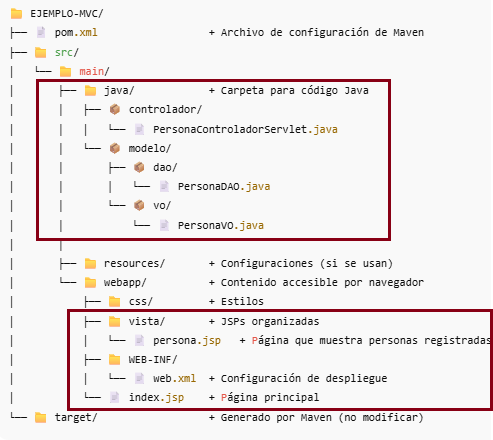 EJEMPLO-MVC/
├── pom.xml + Archivo de configuración de Maven
├── src/
│ └── main/
│ ├── java/ + Carpeta para código Java
│ │ ├── controlador/
│ │ │ └── PersonaControladorServlet.java
│ │ └── modelo/
│ │ ├── dao/
│ │ │ └── PersonaDAO.java
│ │ └── vo/
│ │ └── PersonaVO.java
│ │
│ ├── resources/ + Configuraciones (si se usan)
│ └── webapp/ + Contenido accesible por navegador
│ ├── css/ + Estilos
│ ├── vista/ + JSPs organizadas
│ │ └── persona.jsp + Página que muestra personas registradas
│ ├── WEB-INF/
│ │ └── web.xml + Configuración de despliegue
│ └── index.jsp + Página principal
└── target/ + Generado por Maven (no modificar)